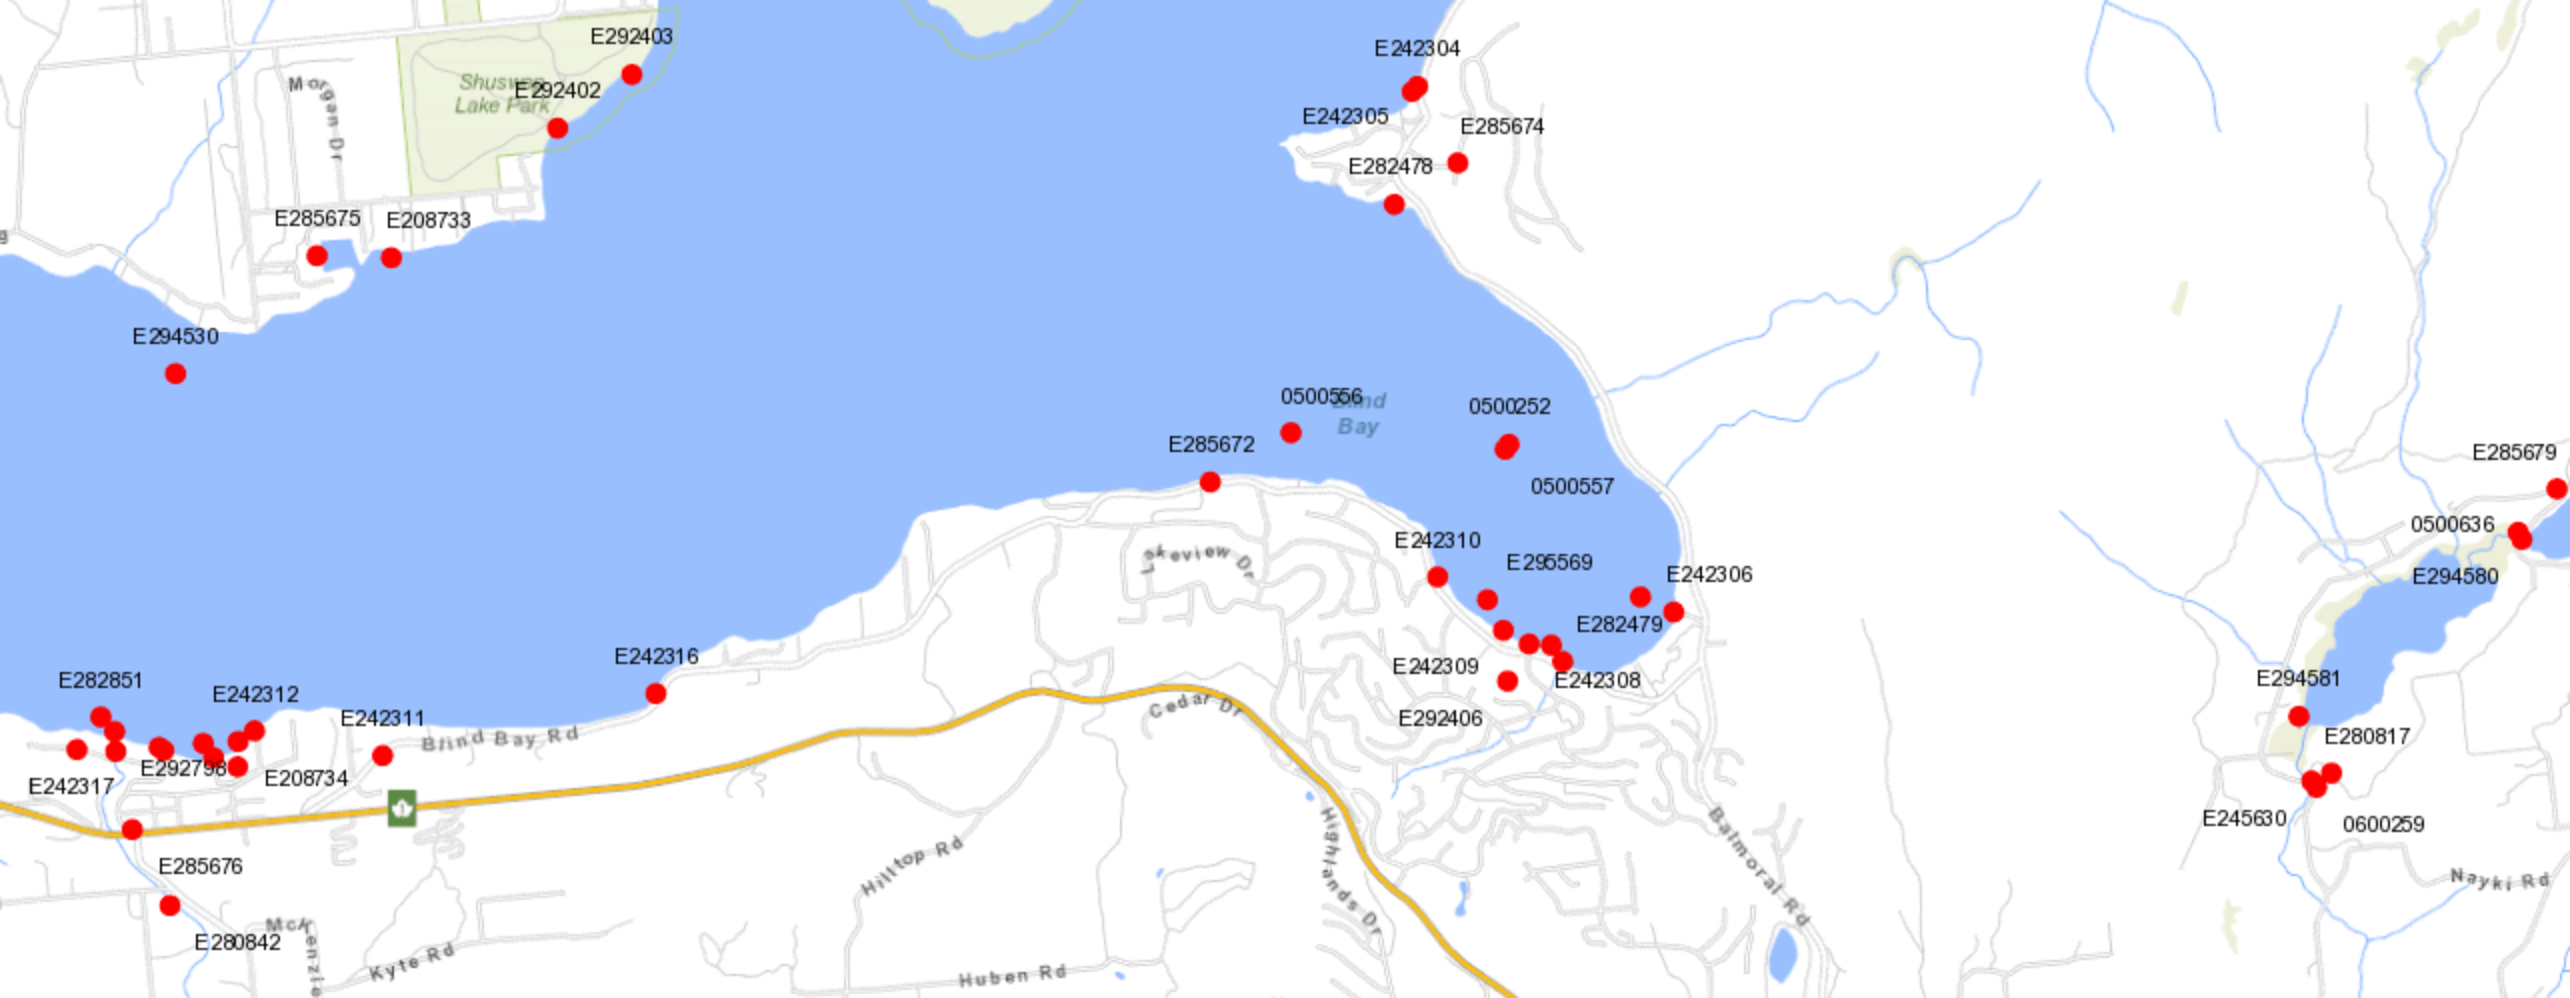 E292403
E242304
Shuswap
Lake Park
E292402
Morgan Dr
E242305
E285674
E282478
E285675
E208733
E294530
0500556
Blind
Bay
0500252
E285672
E285679
0500557
0500636
E242310
E295569
E242306
E294580
Lakeview Dr
E282479
E242316
E242309
E242308
E282851
E242312
E294581
E242311
Cedar Dr
E292406
Blind Bay Rd
E280817
E292798
E208734
E242317
1
E245630
0600259
Highlands Dr
Balmoral Rd
Hilltop Rd
E285676
Nayki Rd
McKenzie
E280842
Kyte Rd
Huben Rd